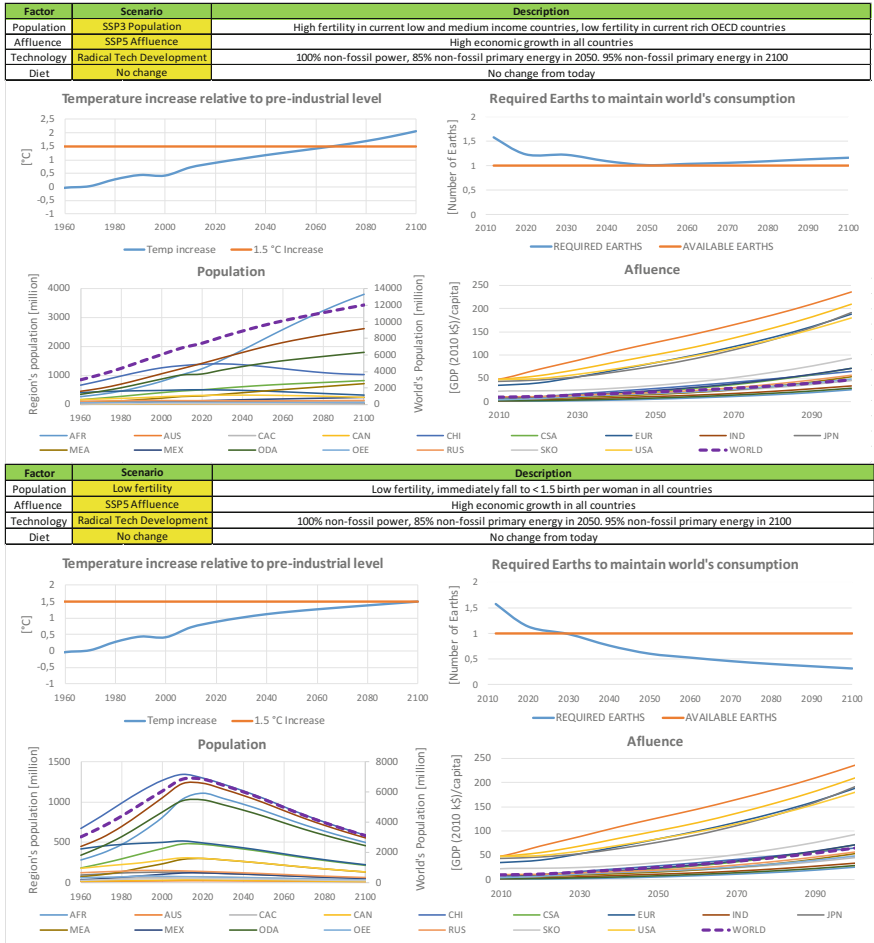 Factor Scenario Description
Population SSP3 Population High fertility in current low and medium income countries, low fertility in current rich OECD countries
Affluence SSP5 Affluence High economic growth in all countries
Technology Radical Tech Development 100% non-fossil power, 85% non-fossil primary energy in 2050. 95% non-fossil primary energy in 2100
Diet No change No change from today
Temperature increase relative to pre-industrial level
[°C]
2,5
2
1,5
1
0,5
0
-0,5
-1
1960 1980 2000 2020 2040 2060 2080 2100
Temp increase 1.5 °C Increase
Required Earths to maintain world's consumption
[Number of Earths]
2
1,5
1
0,5
0
2010 2020 2030 2040 2050 2060 2070 2080 2090 2100
REQUIRED EARTHS AVAILABLE EARTHS
Population
Region's population [million]
4000
3000
2000
1000
0
14000
12000
10000
8000
6000
4000
2000
0
World's Population [million]
1960 1980 2000 2020 2040 2060 2080 2100
Afluence
[GDP (2010 k$)/capita]
250
200
150
100
50
0
2010 2030 2050 2070 2090
AFR AUS CAC CAN CHI CSA EUR IND JPN
MEA MEX ODA OEE RUS SKO USA WORLD
Factor Scenario Description
Population Low fertility Low fertility, immediately fall to < 1.5 birth per woman in all countries
Affluence SSP5 Affluence High economic growth in all countries
Technology Radical Tech Development 100% non-fossil power, 85% non-fossil primary energy in 2050. 95% non-fossil primary energy in 2100
Diet No change No change from today
Temperature increase relative to pre-industrial level
[°C]
2
1,5
1
0,5
0
-0,5
-1
1960 1980 2000 2020 2040 2060 2080 2100
Temp increase 1.5 °C Increase
Required Earths to maintain world's consumption
[Number of Earths]
2
1,5
1
0,5
0
2010 2020 2030 2040 2050 2060 2070 2080 2090 2100
REQUIRED EARTHS AVAILABLE EARTHS
Population
Region's population [million]
1500
1000
500
0
8000
6000
4000
2000
0
World's Population [million]
1960 1980 2000 2020 2040 2060 2080 2100
Afluence
[GDP (2010 k$)/capita]
250
200
150
100
50
0
2010 2030 2050 2070 2090
AFR AUS CAC CAN CHI CSA EUR IND JPN
MEA MEX ODA OEE RUS SKO USA WORLD